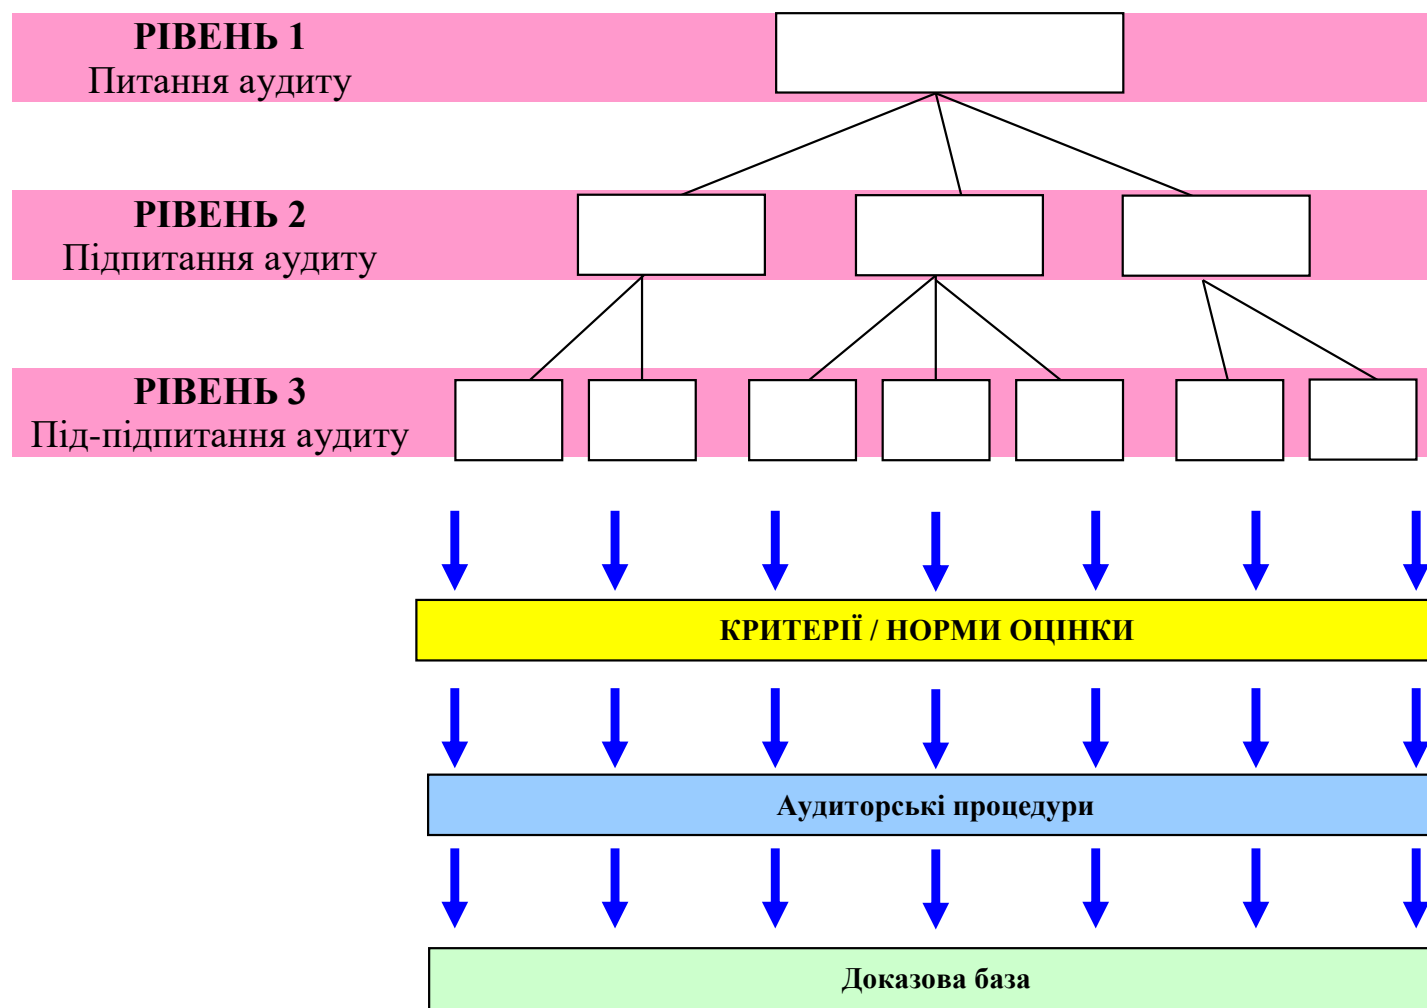 РІВЕНЬ 1
Питання аудиту
РІВЕНЬ 2
Підпитання аудиту
РІВЕНЬ 3
Під-підпитання аудиту
КРИТЕРІЇ / НОРМИ ОЦІНКИ
Аудиторські процедури
Доказова база